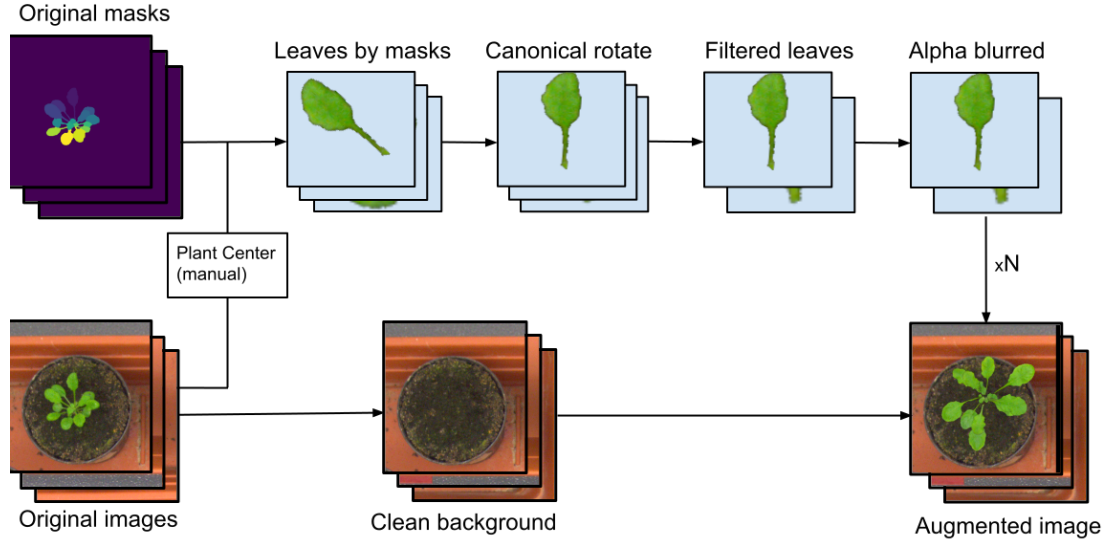 Original masks
Leaves by masks
Canonical rotate
Filtered leaves
Alpha blurred
Plant Center
(manual)
xN
Original images
Clean background
Augmented image